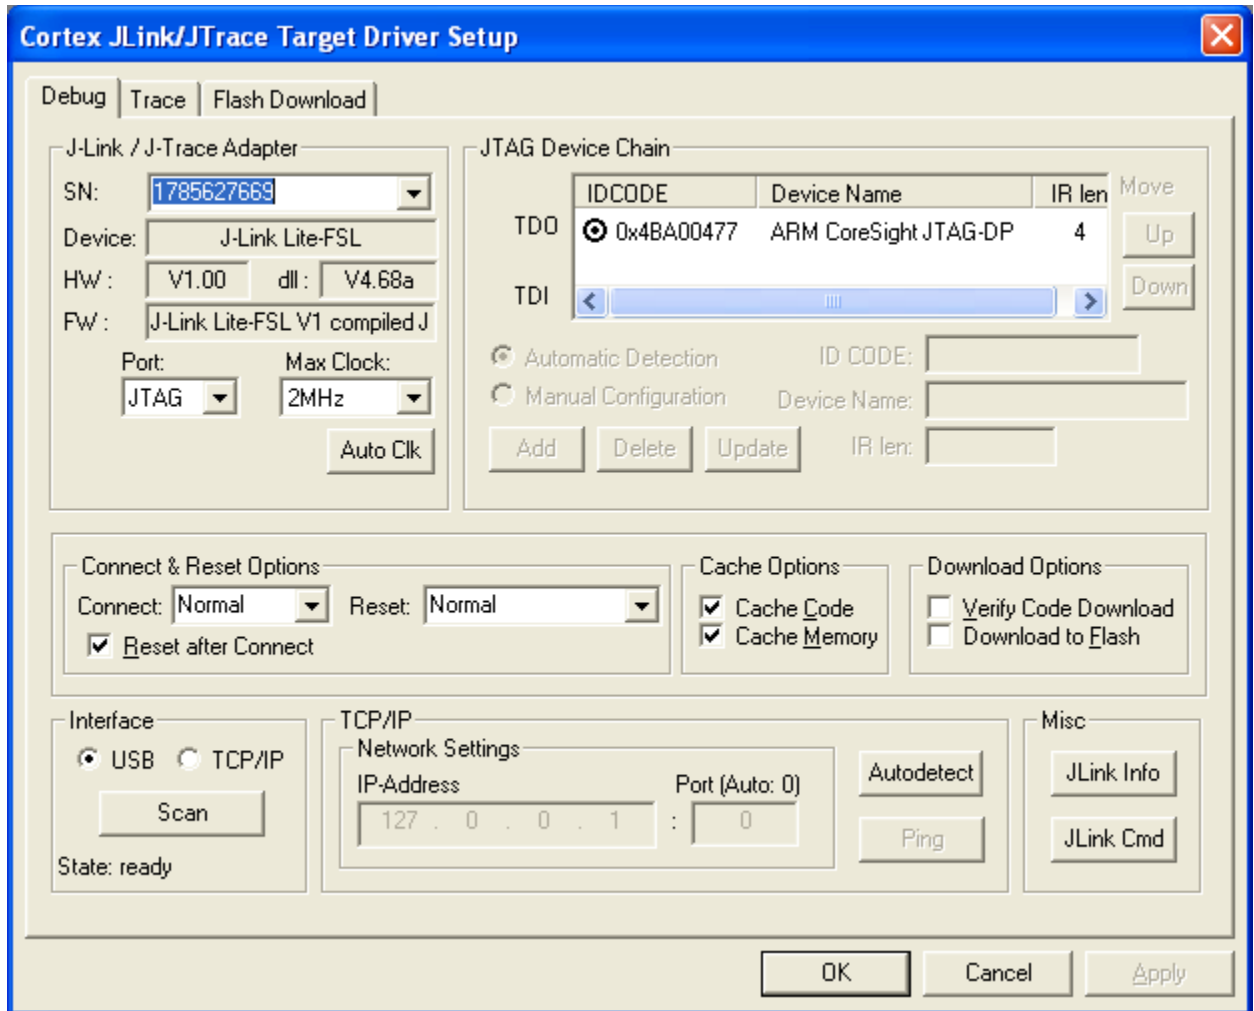 Cortex JLink/JTrace Target Driver Setup
Debug Trace Flash Download
J-Link / J-Trace Adapter
SN: 1785627669
Device: J-Link Lite-FSL
HW : V1.00 dll : V4.68a
FW : J-Link Lite-FSL V1 compiled J
Port: Max Clock:
JTAG 2MHz
Auto Clk
JTAG Device Chain
IDCODE Device Name IR len Move
TDO 0x4BA00477 ARM CoreSight JTAG-DP 4 Up
TDI Down
Automatic Detection ID CODE:
Manual Configuration Device Name:
Add Delete Update IR len:
Connect & Reset Options
Connect: Normal Reset: Normal
Reset after Connect
Cache Options
Cache Code
Cache Memory
Download Options
Verify Code Download
Download to Flash
Interface
USB TCP/IP
Scan
State: ready
TCP/IP
Network Settings
IP-Address Port (Auto: 0)
127 . 0 . 0 . 1 : 0
Autodetect
Ping
Misc
JLink Info
JLink Cmd
OK Cancel Apply